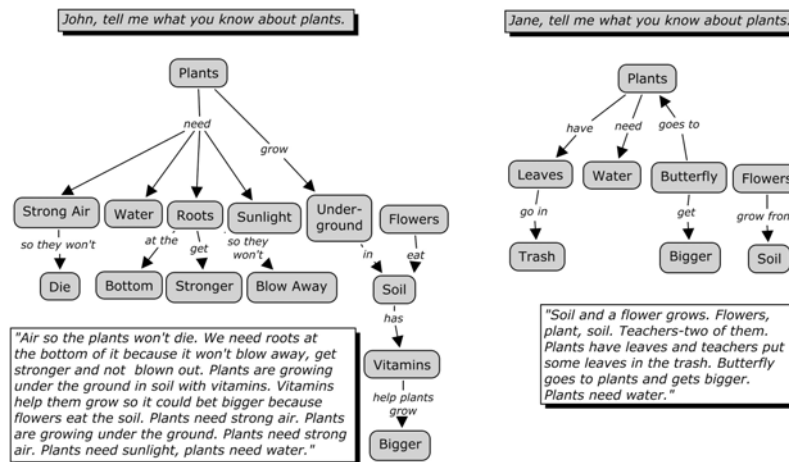 John, tell me what you know about plants.
Plants
need
grow
Strong Air
Water
Roots
Sunlight
Under-
ground
Flowers
so they won't
at the
get
so they
won't
in
eat
Die
Bottom
Stronger
Blow Away
Soil
has
Vitamins
help plants
grow
Bigger
"Air so the plants won't die. We need roots at
the bottom of it because it won't blow away, get
stronger and not blown out. Plants are growing
under the ground in soil with vitamins. Vitamins
help them grow so it could bet bigger because
flowers eat the soil. Plants need strong air. Plants
are growing under the ground. Plants need strong
air. Plants need sunlight, plants need water."
Jane, tell me what you know about plants.
Plants
have
need
goes to
Leaves
Water
Butterfly
Flowers
go in
get
grow from
Trash
Bigger
Soil
"Soil and a flower grows. Flowers,
plant, soil. Teachers-two of them.
Plants have leaves and teachers put
some leaves in the trash. Butterfly
goes to plants and gets bigger.
Plants need water."